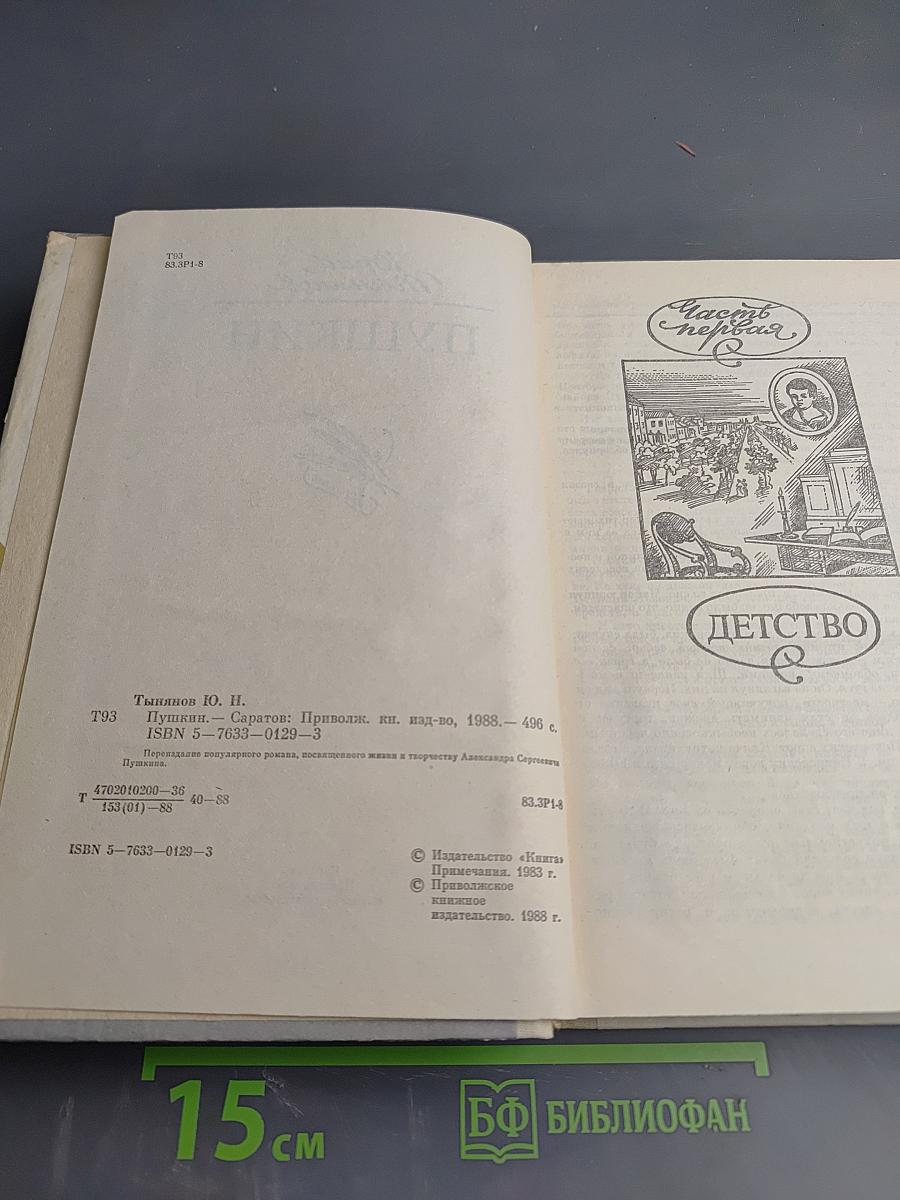 Т93
83.3Р1-8
Тынянов Ю. Н.
Т93 Пушкин.— Саратов: Приволж. кн. изд-во, 1988.— 496 с.
ISBN 5—7633—0129—3
Переиздание популярного романа, посвященного жизни и творчеству Александра Сергеевича
Пушкина.
Т 4702010200—36
153(01)—88 40—88
83.3Р1-8
ISBN 5—7633—0129—3
© Издательство «Книга»
Примечания. 1983 г.
© Приволжское
книжное
издательство. 1988 г.
Часть
первая
ДЕТСТВО
15 см
БФ БИБЛИОФАН